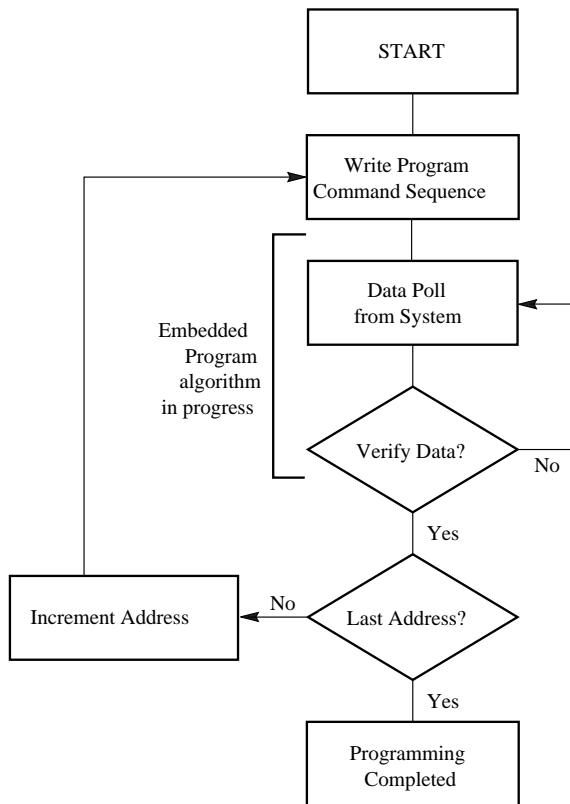 START
Write Program
Command Sequence
Data Poll
from System
Embedded
Program
algorithm
in progress
Verify Data?
No
Yes
Increment Address
No
Last Address?
Yes
Programming
Completed